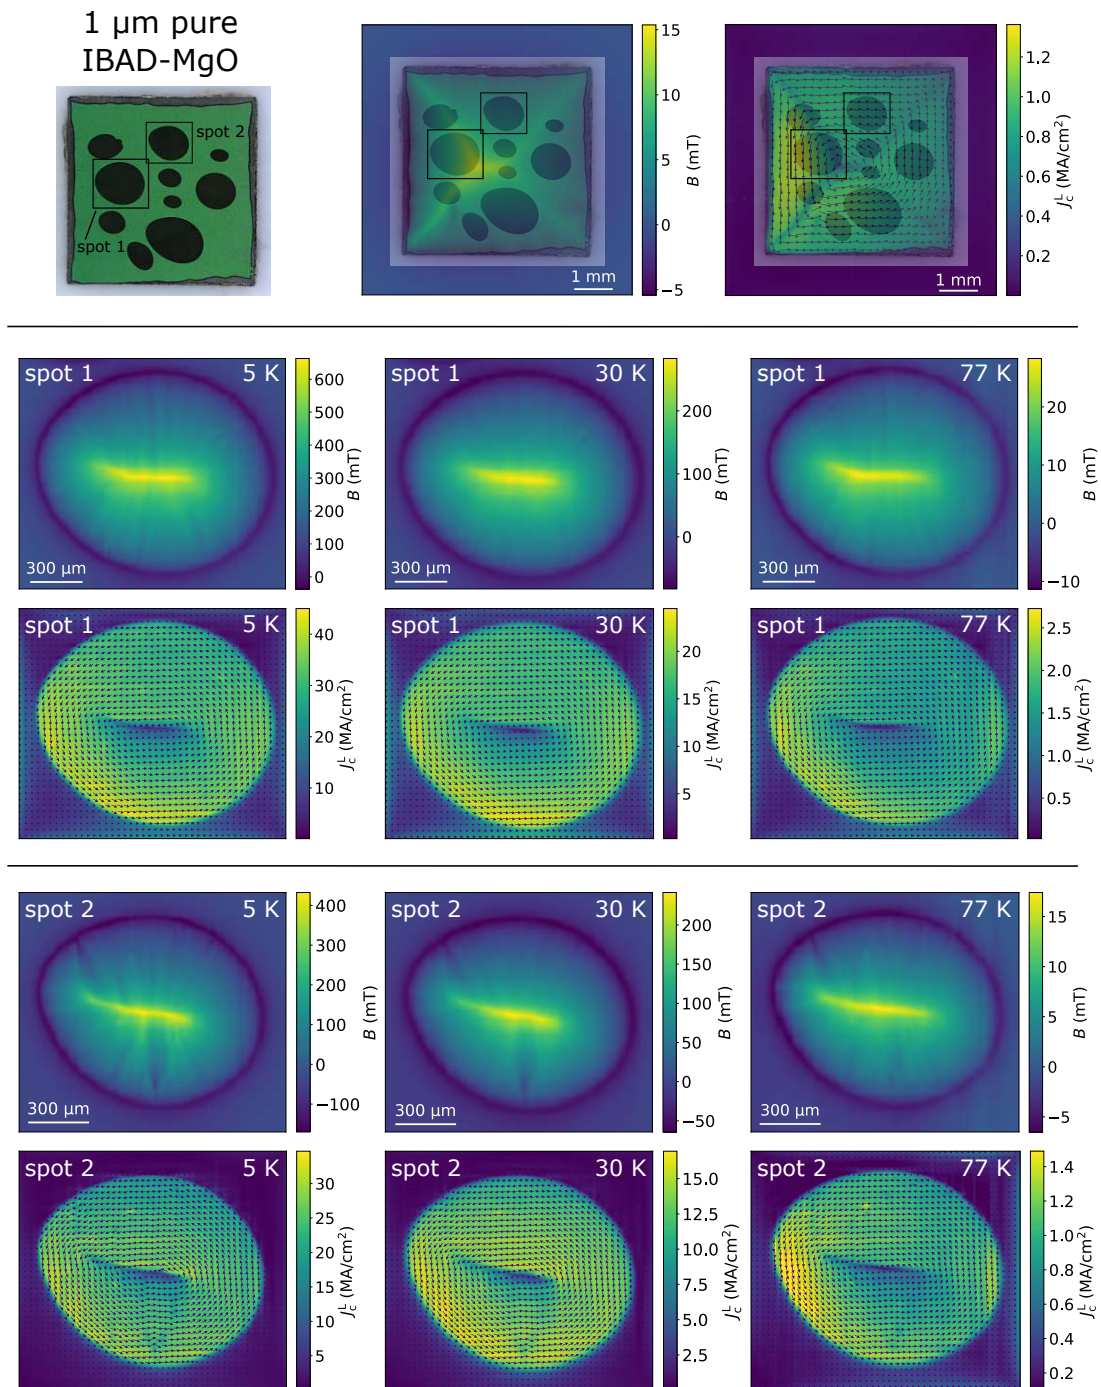 1 µm pure
IBAD-MgO
spot 2
spot 1
15
10
5
0
−5
B (mT)
1 mm
1.2
1.0
0.8
0.6
0.4
0.2
J_c^L (MA/cm²)
1 mm
spot 1 5 K
300 µm
600
500
400
300
200
100
0
B (mT)
spot 1 30 K
200
100
0
B (mT)
spot 1 77 K
300 µm
20
10
0
−10
B (mT)
spot 1 5 K
40
30
20
10
J_c^L (MA/cm²)
spot 1 30 K
20
15
10
5
J_c^L (MA/cm²)
spot 1 77 K
2.5
2.0
1.5
1.0
0.5
J_c^L (MA/cm²)
spot 2 5 K
300 µm
400
300
200
100
0
−100
B (mT)
spot 2 30 K
300 µm
200
150
100
50
0
−50
B (mT)
spot 2 77 K
300 µm
15
10
5
0
−5
B (mT)
spot 2 5 K
30
25
20
15
10
5
J_c^L (MA/cm²)
spot 2 30 K
15.0
12.5
10.0
7.5
5.0
2.5
J_c^L (MA/cm²)
spot 2 77 K
1.4
1.2
1.0
0.8
0.6
0.4
0.2
J_c^L (MA/cm²)